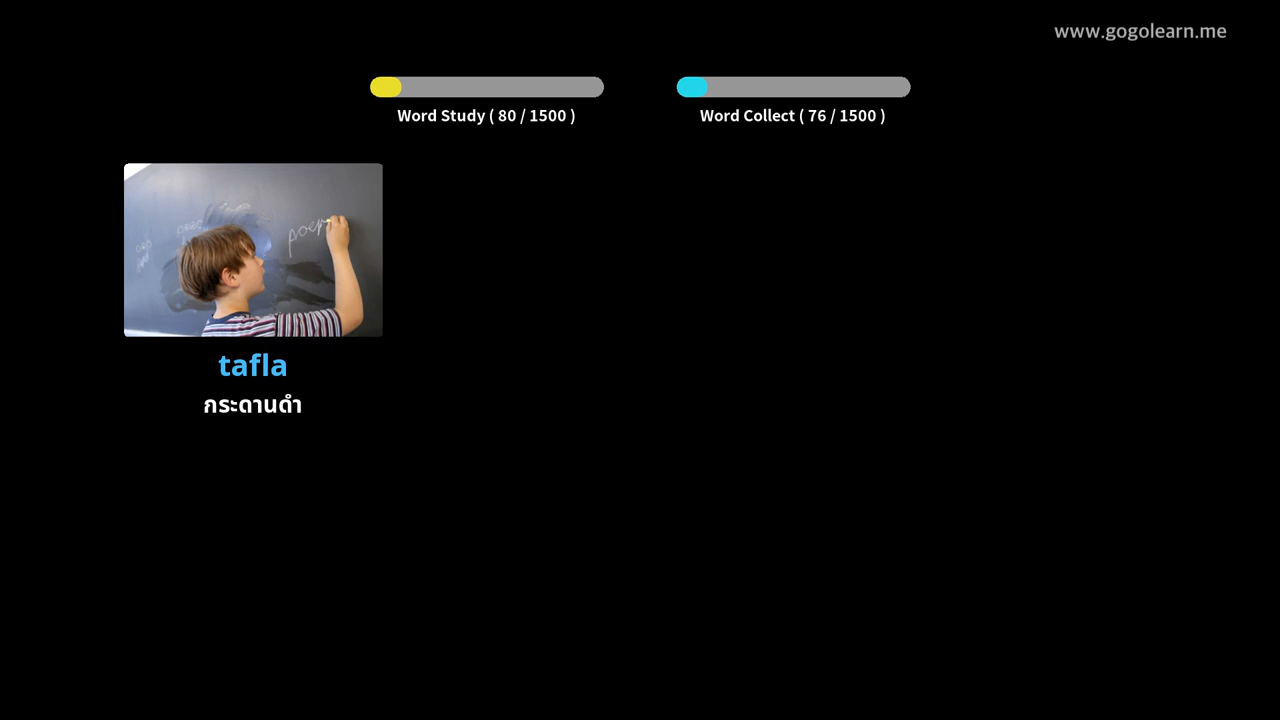 www.gogolearn.me
Word Study ( 80 / 1500 )
Word Collect ( 76 / 1500 )
poem
tafla
กระดานดำ